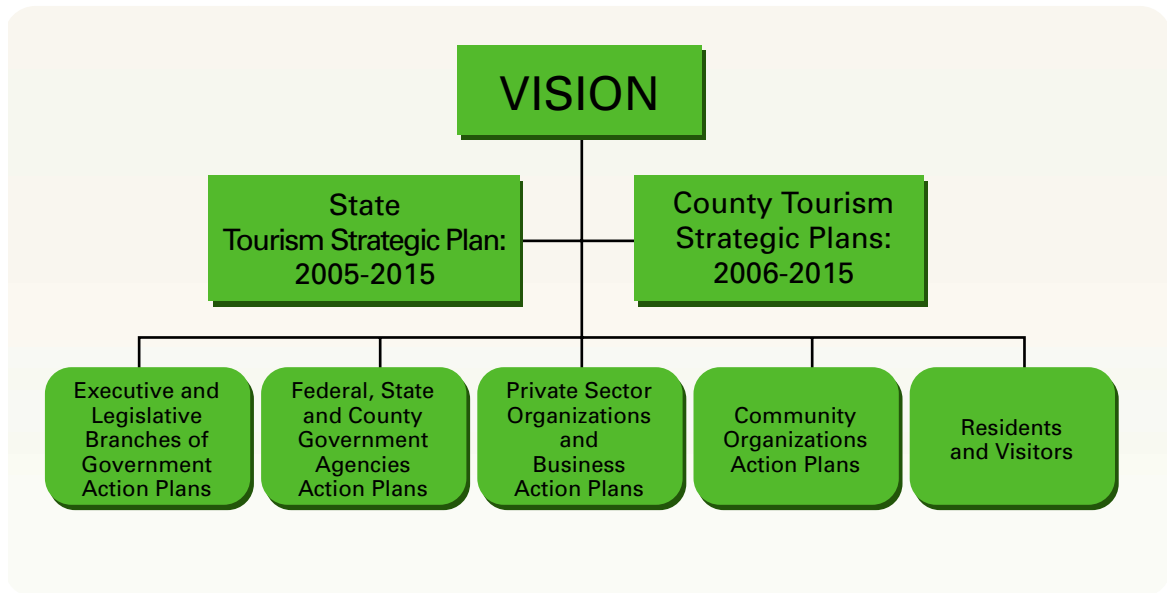 VISION
State
Tourism Strategic Plan:
2005-2015
County Tourism
Strategic Plans:
2006-2015
Executive and
Legislative
Branches of
Government
Action Plans
Federal, State
and County
Government
Agencies
Action Plans
Private Sector
Organizations
and
Business
Action Plans
Community
Organizations
Action Plans
Residents
and Visitors